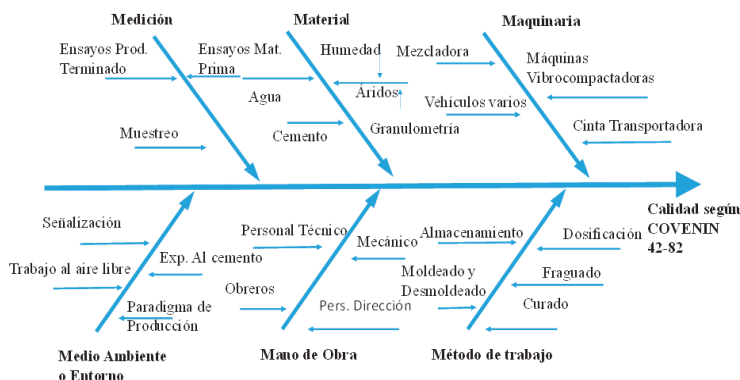 Medición
Material
Maquinaria
Ensayos Prod.
Terminado
Ensayos Mat.
Prima
Humedad
Mezcladora
Máquinas
Vibrocompactadoras
Agua
Áridos
Vehículos varios
Muestreo
Cemento
Granulometría
Cinta Transportadora
Calidad según
COVENIN
42-82
Señalización
Personal Técnico
Mecánico
Almacenamiento
Dosificación
Trabajo al aire libre
Exp. Al cemento
Obreros
Moldeado y
Desmoldeado
Fraguado
Paradigma de
Producción
Pers. Dirección
Curado
Medio Ambiente
o Entorno
Mano de Obra
Método de trabajo